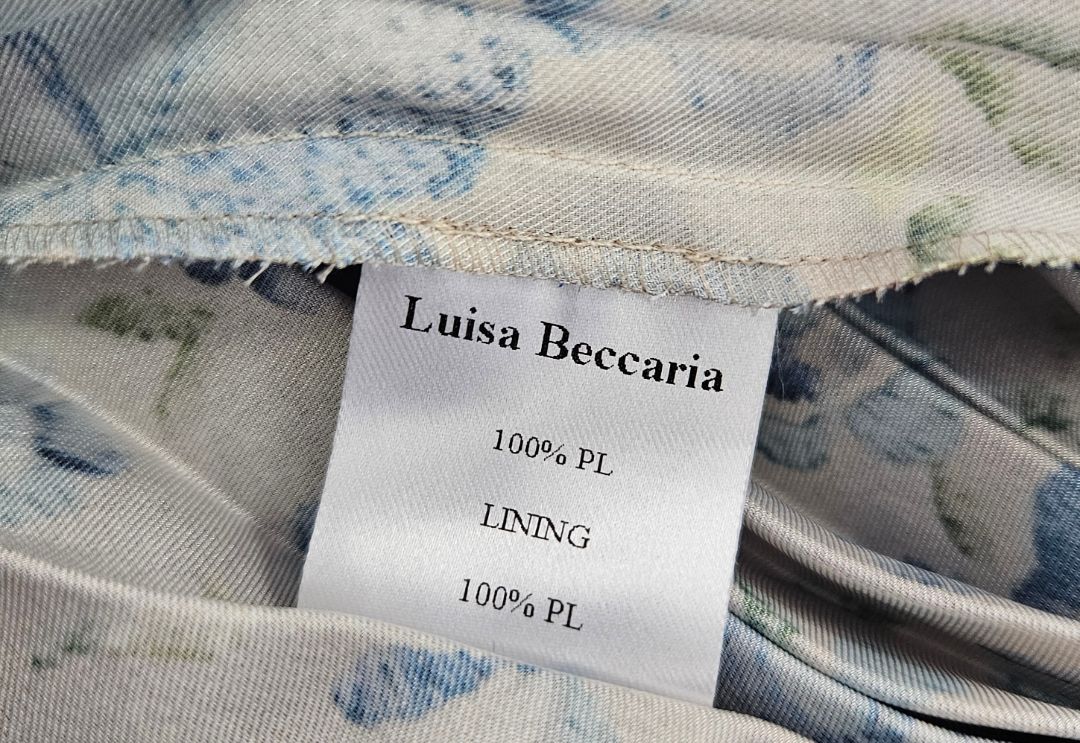 Luisa Beccaria
100% PL
LINING
100% PL